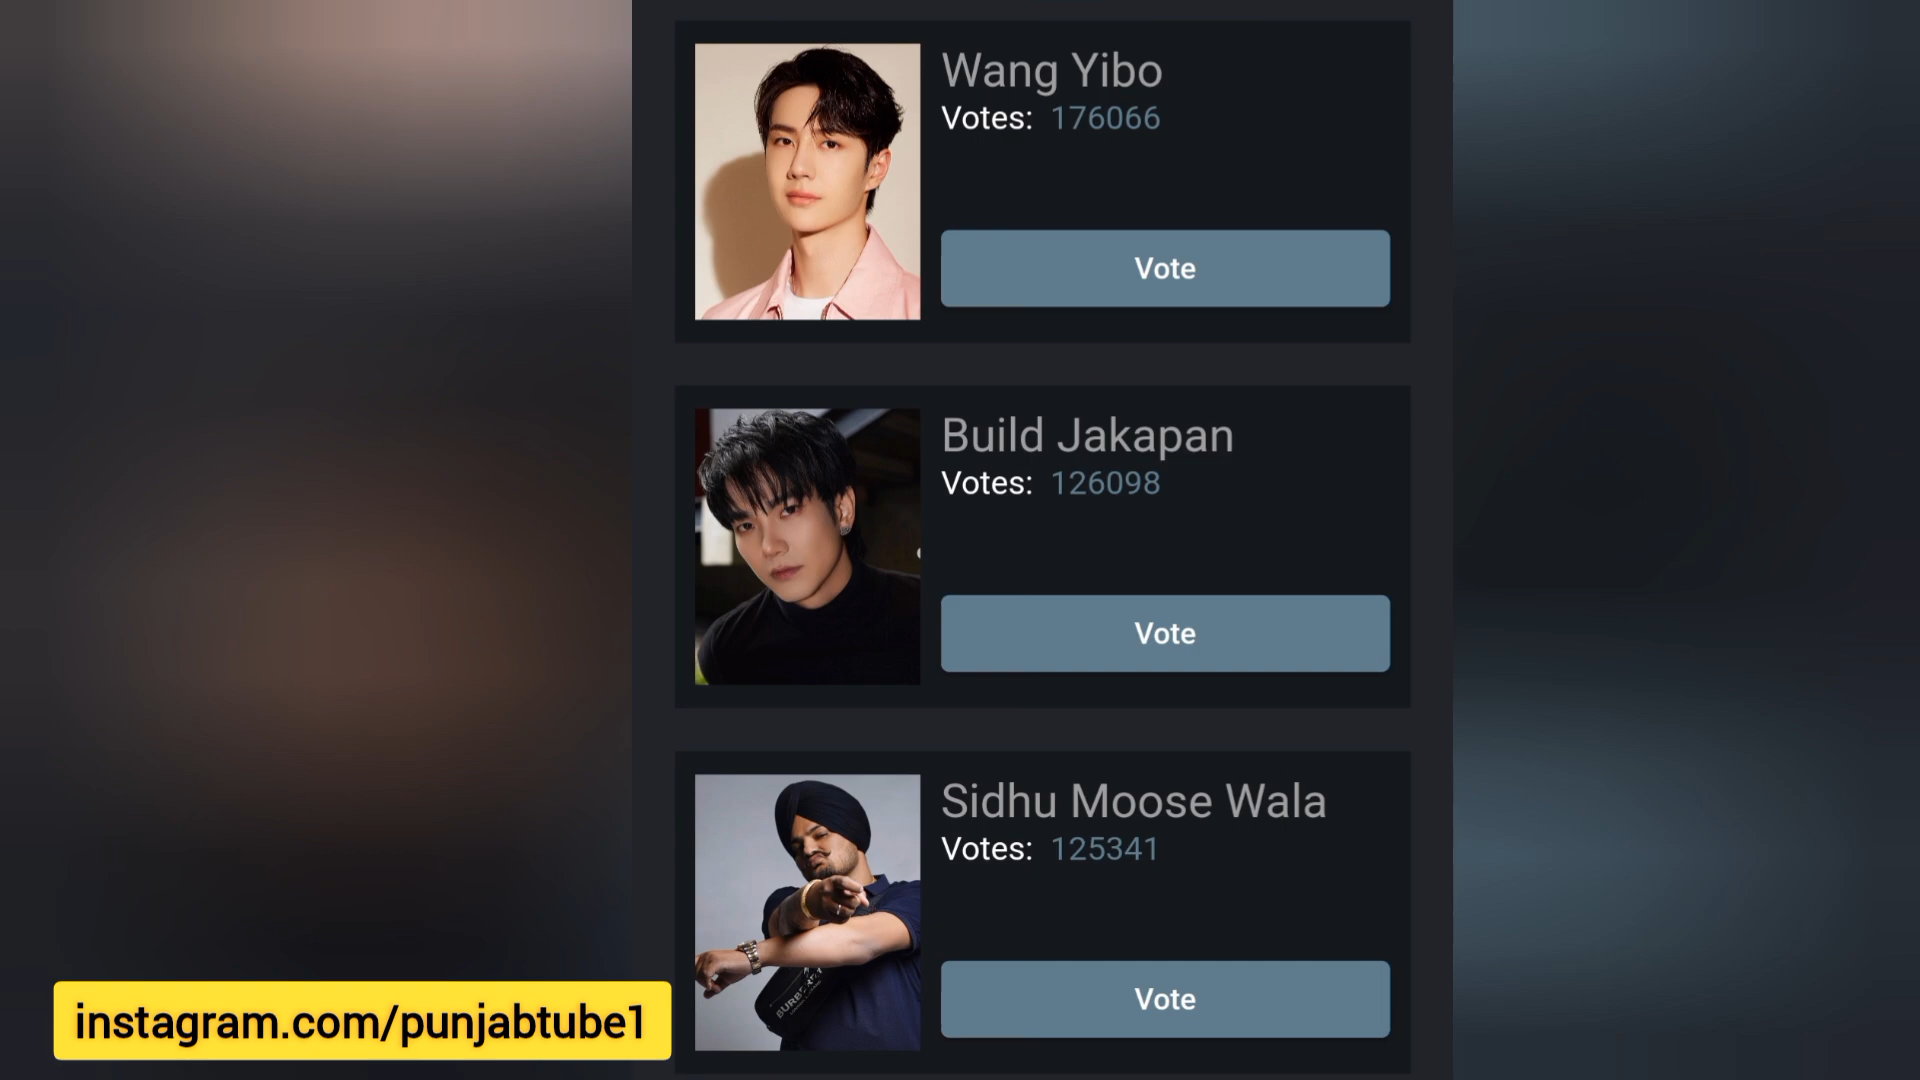 Wang Yibo
Votes: 176066
Vote
Build Jakapan
Votes: 126098
Vote
Sidhu Moose Wala
Votes: 125341
Vote
instagram.com/punjabtube1